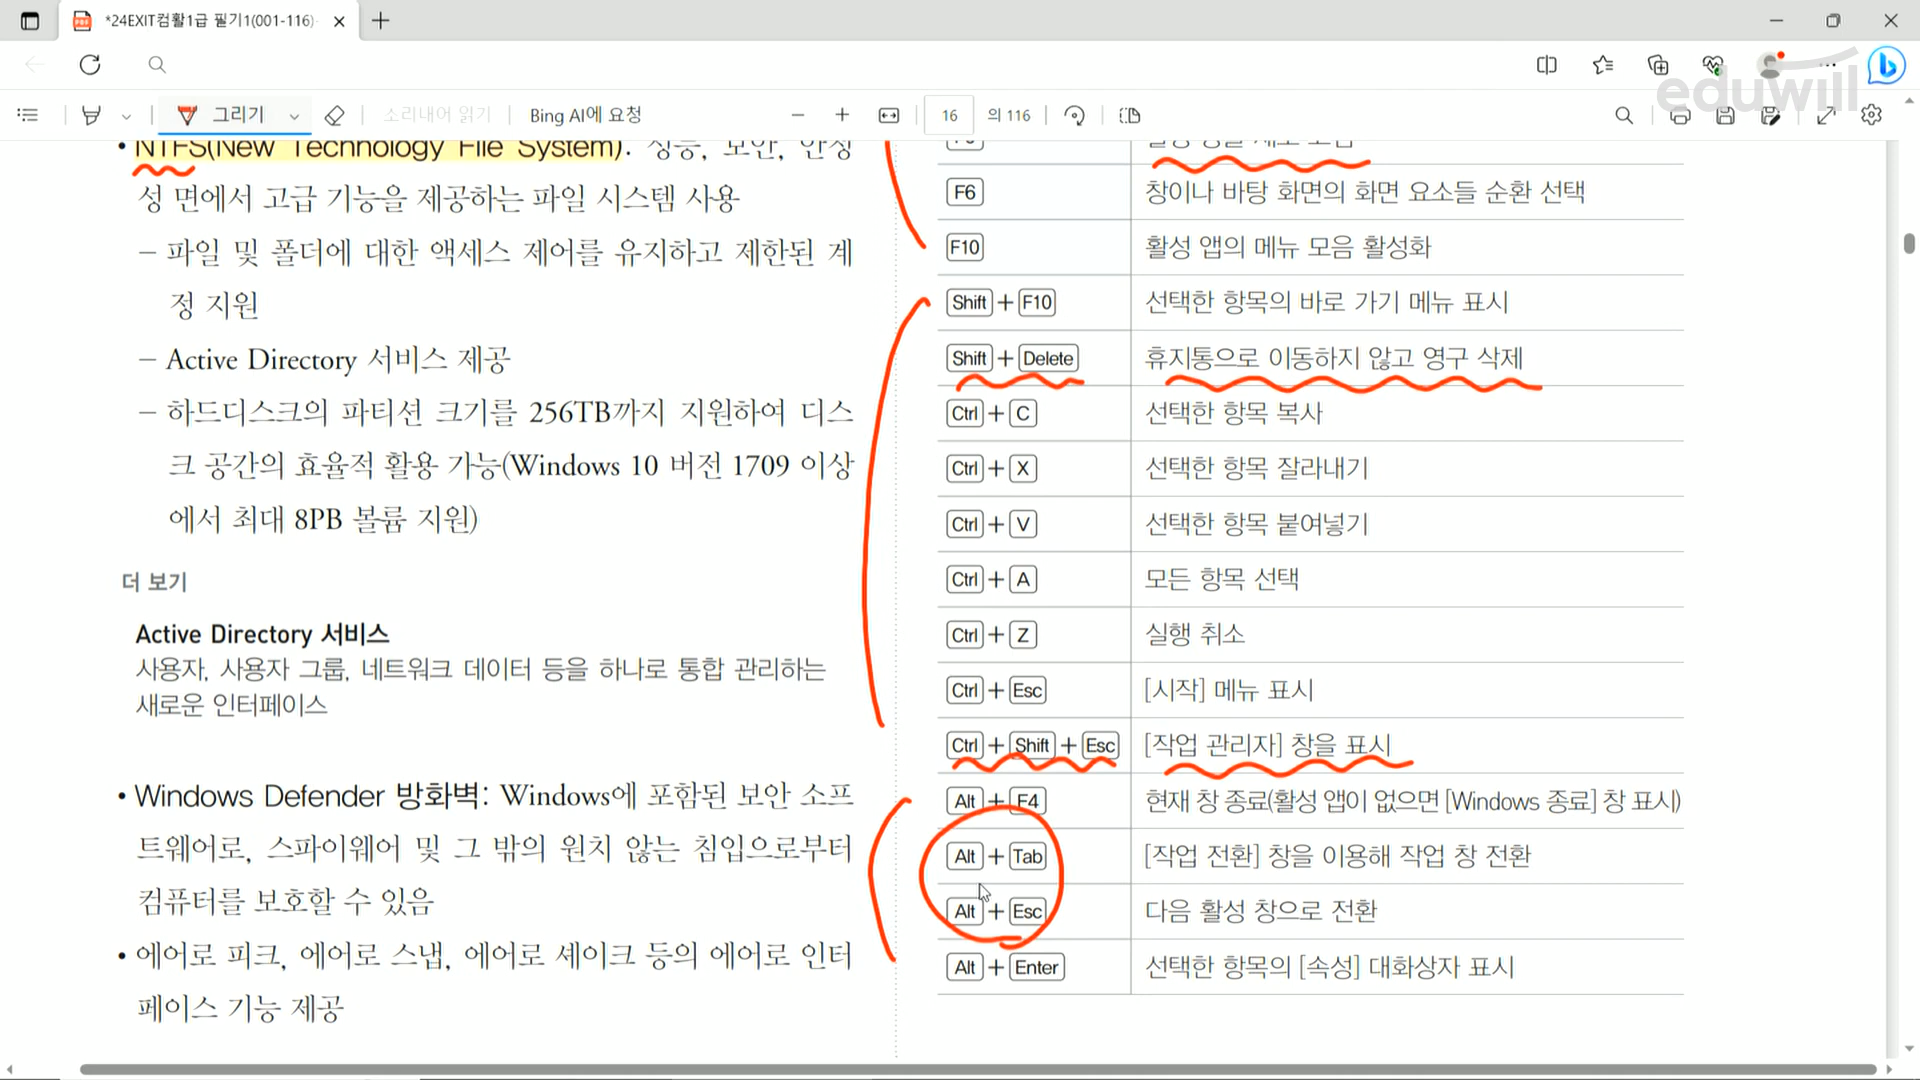 *24EXIT컴활1급 필기1(001-116)
eduwill
그리기
소리내어 읽기
Bing AI에 요청
16
의 116
• NTFS(New Technology File System): 성능, 보안, 안정
성 면에서 고급 기능을 제공하는 파일 시스템 사용
– 파일 및 폴더에 대한 액세스 제어를 유지하고 제한된 계
정 지원
– Active Directory 서비스 제공
– 하드디스크의 파티션 크기를 256TB까지 지원하여 디스
크 공간의 효율적 활용 가능(Windows 10 버전 1709 이상
에서 최대 8PB 볼륨 지원)
더 보기
Active Directory 서비스
사용자, 사용자 그룹, 네트워크 데이터 등을 하나로 통합 관리하는
새로운 인터페이스
• Windows Defender 방화벽: Windows에 포함된 보안 소프
트웨어로, 스파이웨어 및 그 밖의 원치 않는 침입으로부터
컴퓨터를 보호할 수 있음
• 에어로 피크, 에어로 스냅, 에어로 셰이크 등의 에어로 인터
페이스 기능 제공
F6 창이나 바탕 화면의 화면 요소들 순환 선택
F10 활성 앱의 메뉴 모음 활성화
Shift + F10 선택한 항목의 바로 가기 메뉴 표시
Shift + Delete 휴지통으로 이동하지 않고 영구 삭제
Ctrl + C 선택한 항목 복사
Ctrl + X 선택한 항목 잘라내기
Ctrl + V 선택한 항목 붙여넣기
Ctrl + A 모든 항목 선택
Ctrl + Z 실행 취소
Ctrl + Esc [시작] 메뉴 표시
Ctrl + Shift + Esc [작업 관리자] 창을 표시
Alt + F4 현재 창 종료(활성 앱이 없으면 [Windows 종료] 창 표시)
Alt + Tab [작업 전환] 창을 이용해 작업 창 전환
Alt + Esc 다음 활성 창으로 전환
Alt + Enter 선택한 항목의 [속성] 대화상자 표시